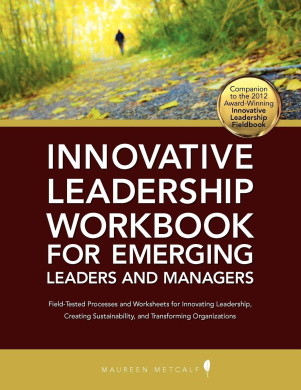 Companion
to the 2012
Award-Winning
Innovative
Leadership
Fieldbook
INNOVATIVE
LEADERSHIP
WORKBOOK
FOR EMERGING
LEADERS AND MANAGERS
Field-Tested Processes and Worksheets for Innovating Leadership,
Creating Sustainability, and Transforming Organizations
MAUREEN METCALF